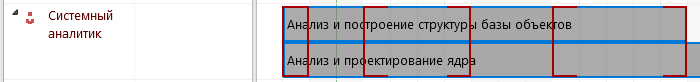 Системный
аналитик
Анализ и построение структуры базы объектов
Анализ и проектирование ядра